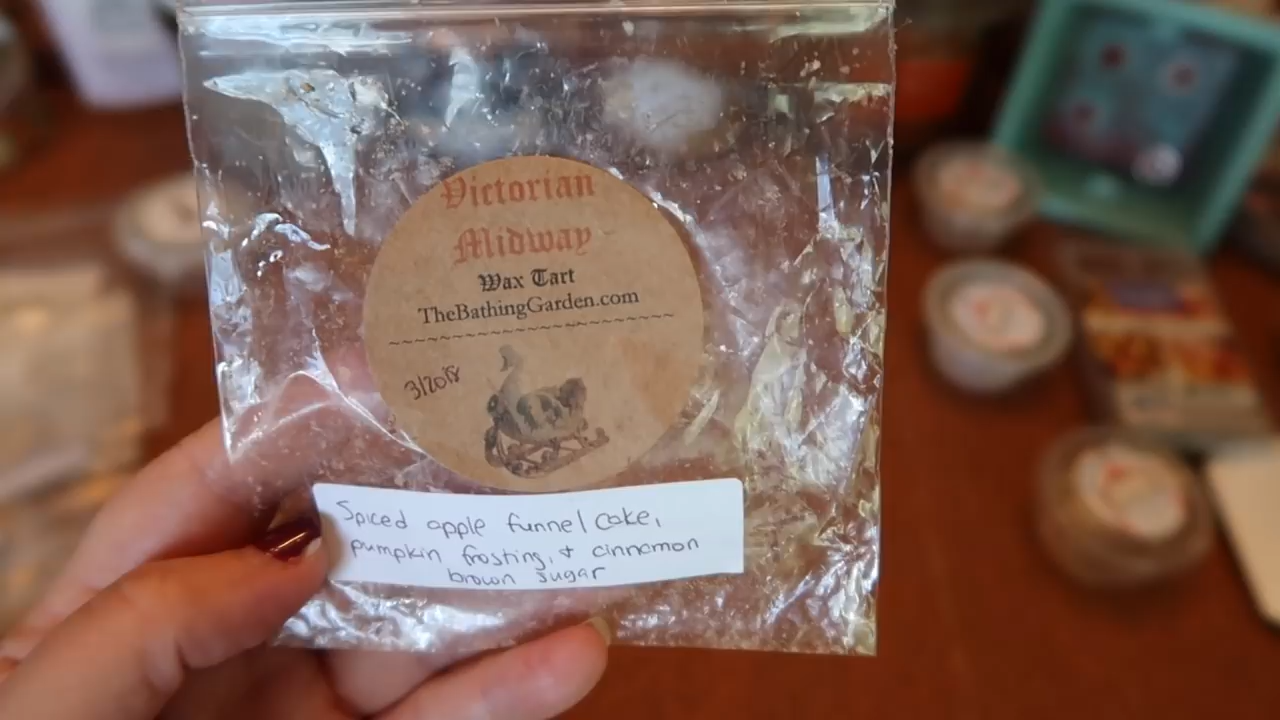 Victorian
Midway
Wax Tart
TheBathingGarden.com
~~~~~~~~~~~~~~~~~~~~~~
3/2018
Spiced apple funnel cake,
pumpkin frosting, & cinnamon
brown sugar